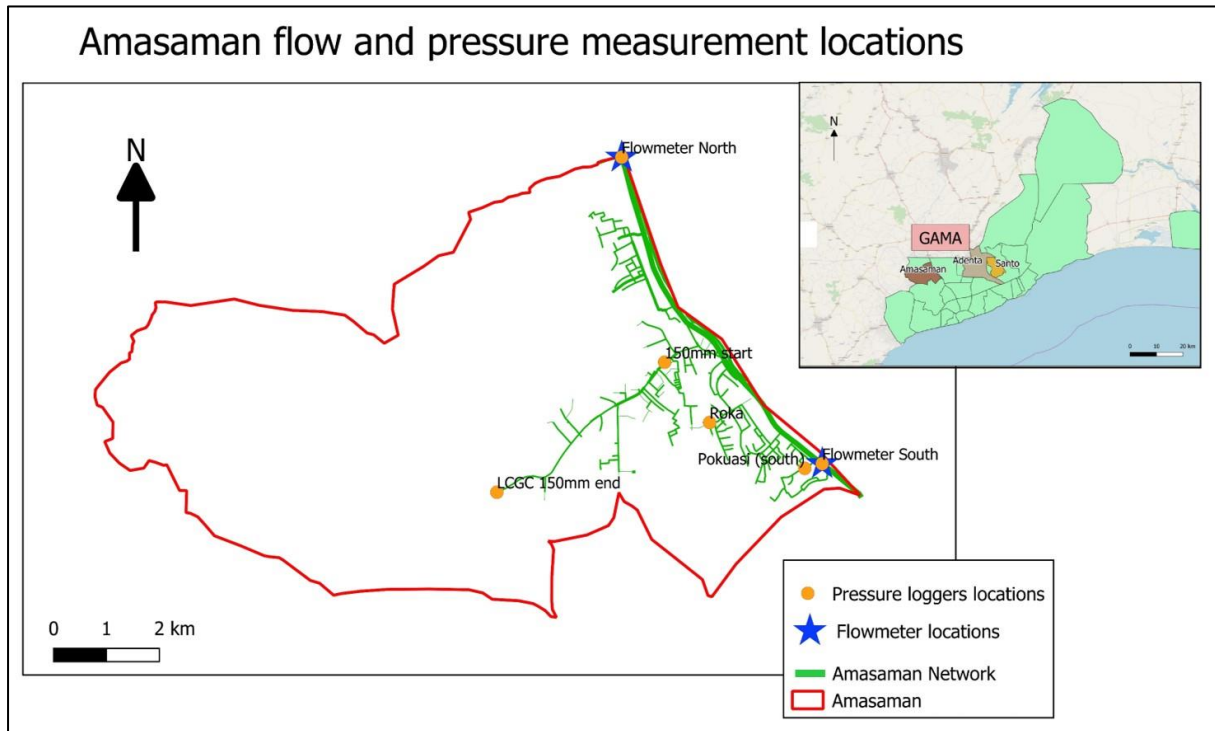 Amasaman flow and pressure measurement locations
N
Flowmeter North
150mm start
Roka
Pokuasi (south)
Flowmeter South
LCGC 150mm end
0 1 2 km
N
GAMA
Adenta
Santo
Amasaman
0 10 20 km
Pressure loggers locations
Flowmeter locations
Amasaman Network
Amasaman